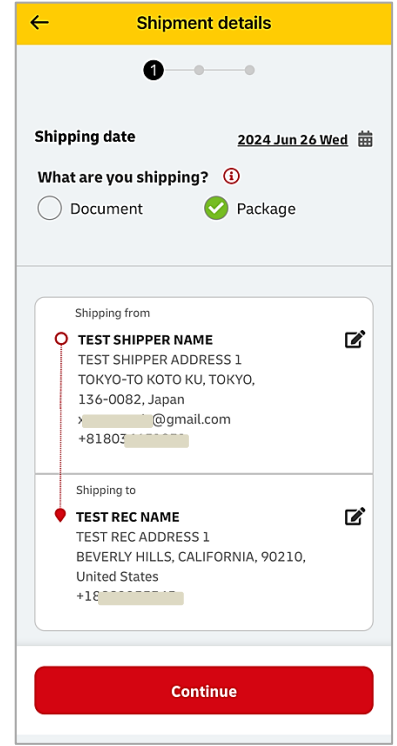 Shipment details
1
Shipping date
2024 Jun 26 Wed
What are you shipping?
Document
Package
Shipping from
TEST SHIPPER NAME
TEST SHIPPER ADDRESS 1
TOKYO-TO KOTO KU, TOKYO,
136-0082, Japan
@gmail.com
+8180
Shipping to
TEST REC NAME
TEST REC ADDRESS 1
BEVERLY HILLS, CALIFORNIA, 90210,
United States
+1
Continue